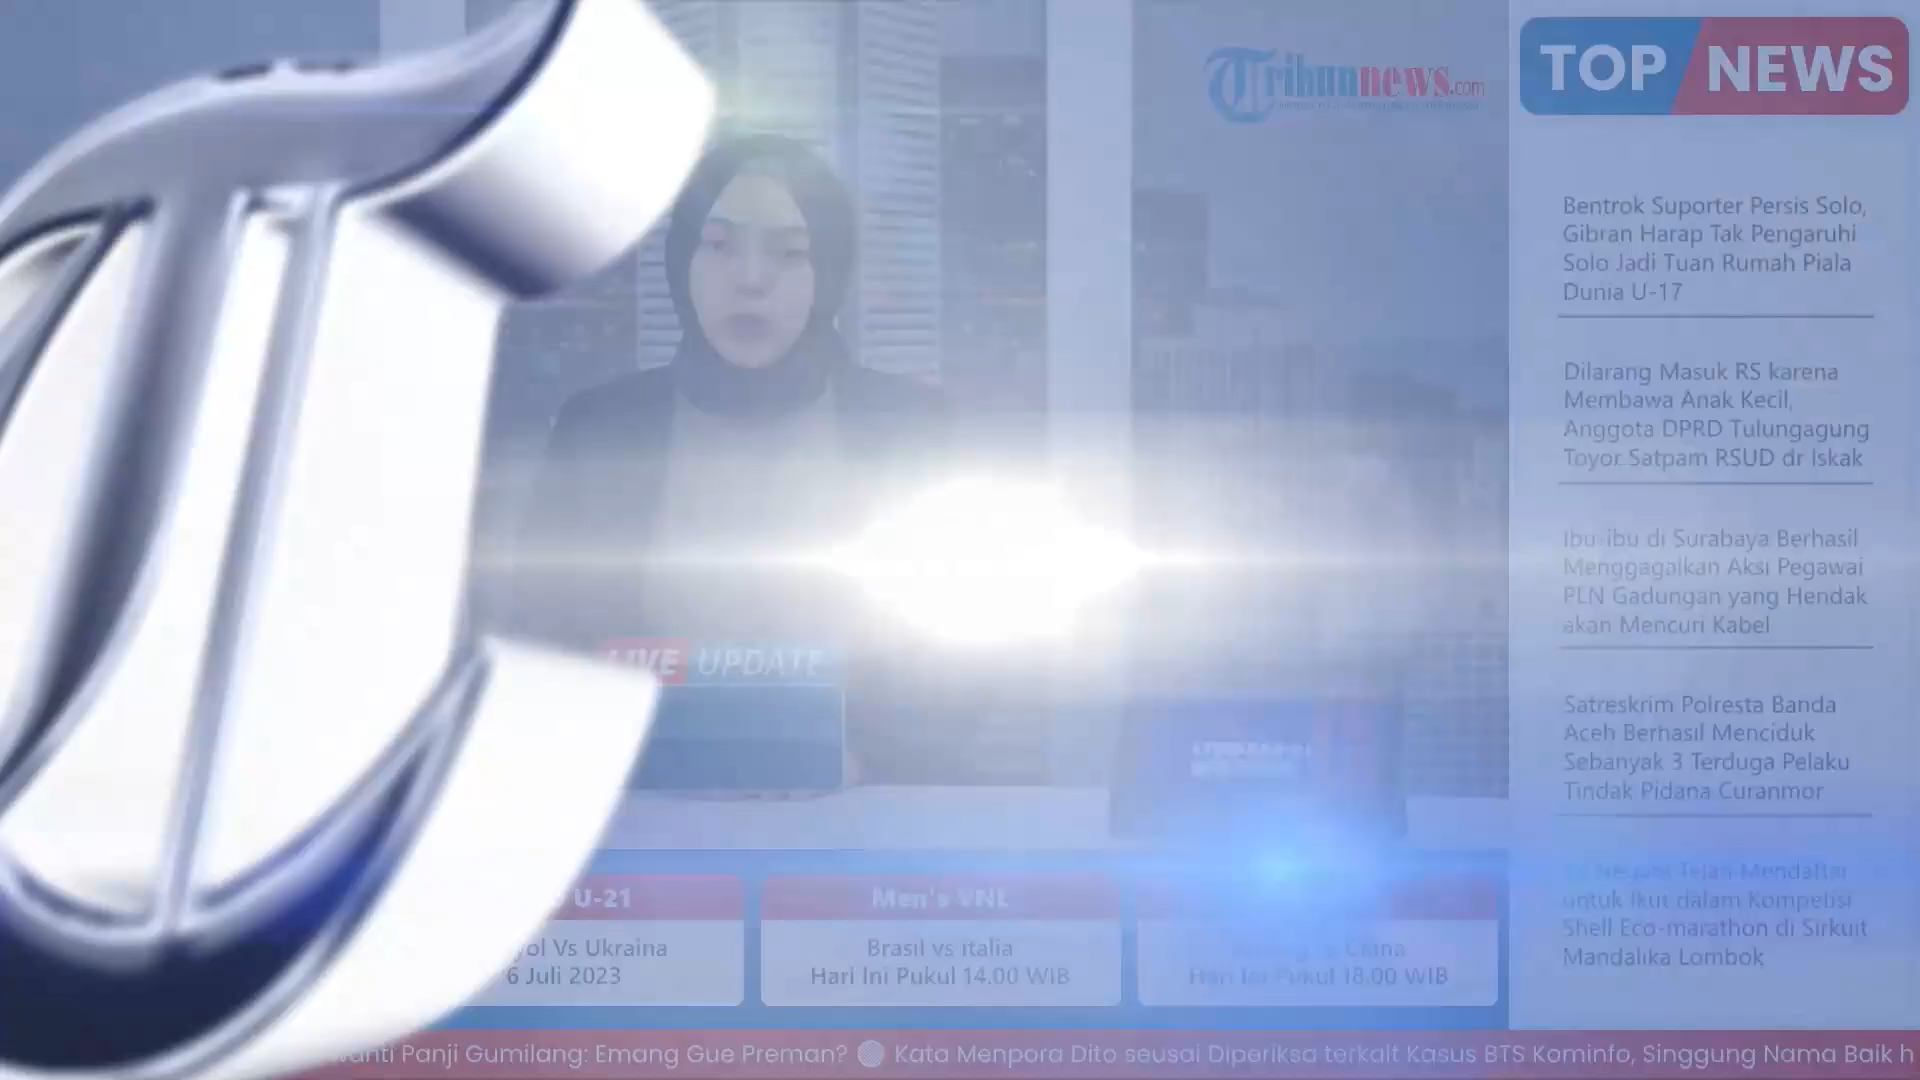 TOP NEWS
Tribunnews.com
Bentrok Suporter Persis Solo,
Gibran Harap Tak Pengaruhi
Solo Jadi Tuan Rumah Piala
Dunia U-17
Dilarang Masuk RS karena
Membawa Anak Kecil,
Anggota DPRD Tulungagung
Toyor Satpam RSUD dr Iskak
Ibu-ibu di Surabaya Berhasil
Menggagalkan Aksi Pegawai
PLN Gadungan yang Hendak
akan Mencuri Kabel
Satreskrim Polresta Banda
Aceh Berhasil Menciduk
Sebanyak 3 Terduga Pelaku
Tindak Pidana Curanmor
Negara Telah Mendaftar
untuk Ikut dalam Kompetisi
Shell Eco-marathon di Sirkuit
Mandalika Lombok
LIVE UPDATE
U-21
Vs Ukraina
6 Juli 2023
Men's VNL
Brasil vs Italia
Hari Ini Pukul 14.00 WIB
China
Hari Ini Pukul 18.00 WIB
Panji Gumilang: Emang Gue Preman? Kata Menpora Dito seusai Diperiksa terkait Kasus BTS Kominfo, Singgung Nama Baik h